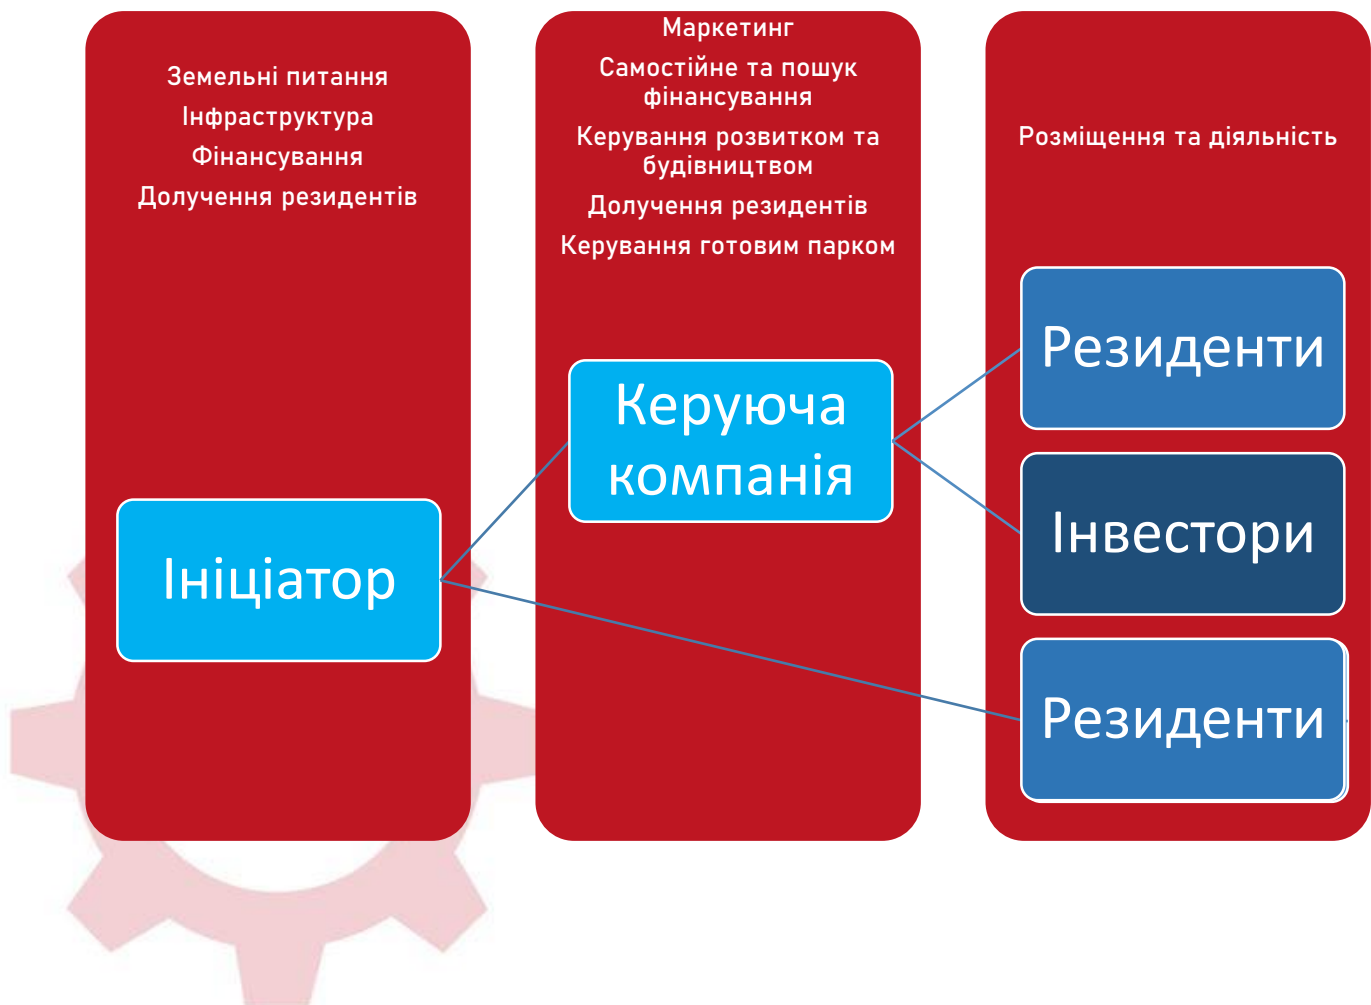 Земельні питання
Інфраструктура
Фінансування
Долучення резидентів
Ініціатор
Маркетинг
Самостійне та пошук
фінансування
Керування розвитком та
будівництвом
Долучення резидентів
Керування готовим парком
Керуюча
компанія
Розміщення та діяльність
Резиденти
Інвестори
Резиденти